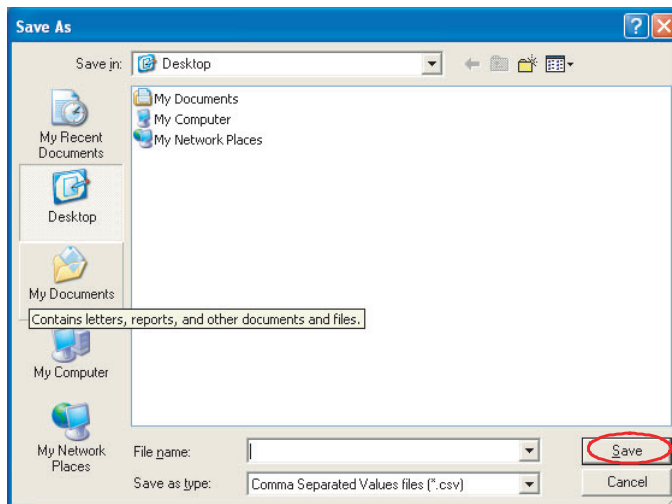 Save As
Save in: Desktop
My Recent
Documents
Desktop
My Documents
My Computer
My Network
Places
My Documents
My Computer
My Network Places
Contains letters, reports, and other documents and files.
File name:
Save
Save as type: Comma Separated Values files (*.csv)
Cancel